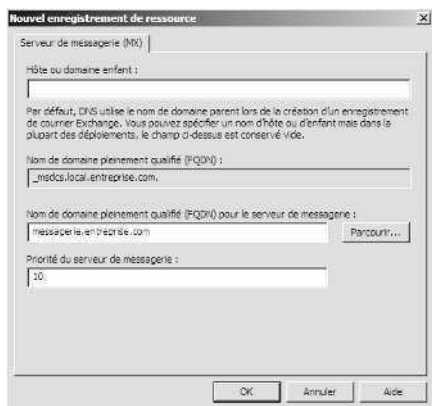 Nouvel enregistrement de ressource
Serveur de messagerie (MX)
Hôte ou domaine enfant :
Par défaut, DNS utilise le nom de domaine parent lors de la création d'un enregistrement
de courrier Exchange. Vous pouvez spécifier un nom d'hôte ou d'enfant mais dans la
plupart des déploiements, le champ ci-dessus est conservé vide.
Nom de domaine pleinement qualifié (FQDN) :
_msdcs.local.entreprise.com.
Nom de domaine pleinement qualifié (FQDN) pour le serveur de messagerie :
messagerie.entreprise.com
Parcourir...
Priorité du serveur de messagerie :
10
OK
Annuler
Aide